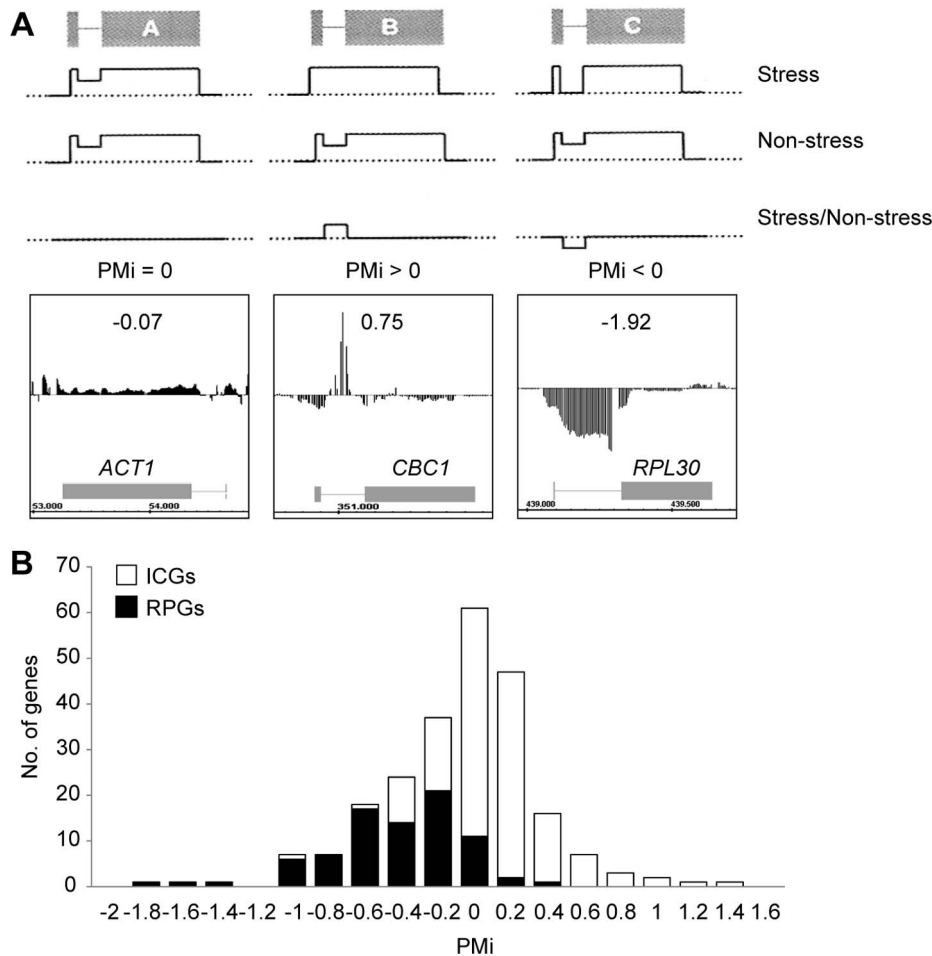 A
A B C
Stress
Non-stress
Stress/Non-stress
PMi = 0 PMi > 0 PMi < 0
-0.07 0.75 -1.92
ACT1 CBC1 RPL30
53.000 54.000 351.000 439.000 439.500
B
ICGs
RPGs
No. of genes
70
60
50
40
30
20
10
0
-2 -1.8 -1.6 -1.4 -1.2 -1 -0.8 -0.6 -0.4 -0.2 0 0.2 0.4 0.6 0.8 1 1.2 1.4 1.6
PMi